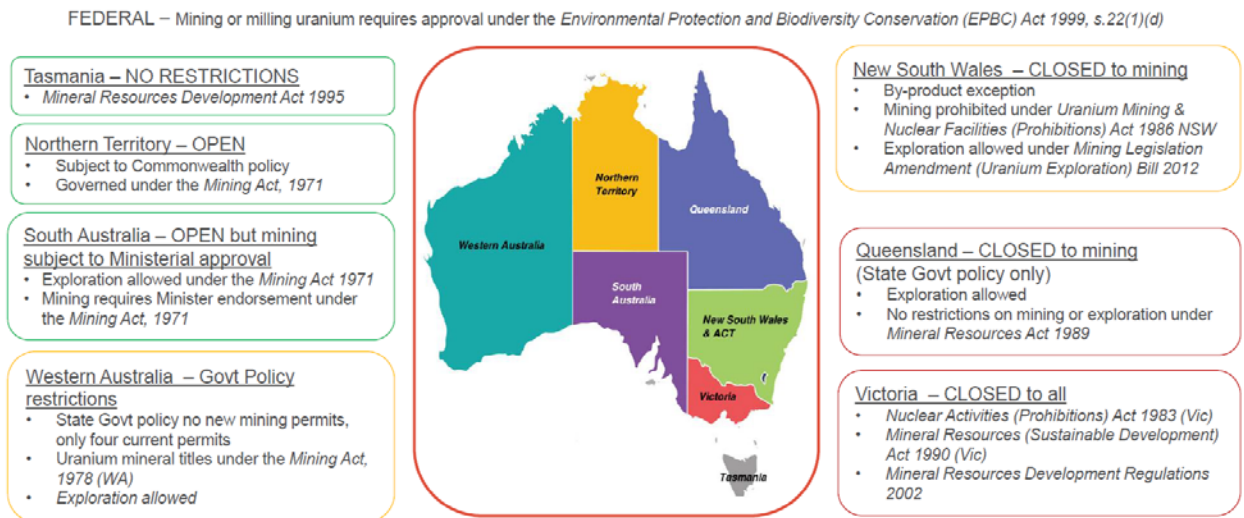 FEDERAL – Mining or milling uranium requires approval under the Environmental Protection and Biodiversity Conservation (EPBC) Act 1999, s.22(1)(d)
Tasmania – NO RESTRICTIONS
• Mineral Resources Development Act 1995
Northern Territory – OPEN
• Subject to Commonwealth policy
• Governed under the Mining Act, 1971
South Australia – OPEN but mining
subject to Ministerial approval
• Exploration allowed under the Mining Act 1971
• Mining requires Minister endorsement under
the Mining Act, 1971
Western Australia – Govt Policy
restrictions
• State Govt policy no new mining permits,
only four current permits
• Uranium mineral titles under the Mining Act,
1978 (WA)
• Exploration allowed
Northern
Territory
Queensland
Western Australia
South
Australia
New South Wales
& ACT
Victoria
Tasmania
New South Wales – CLOSED to mining
• By-product exception
• Mining prohibited under Uranium Mining &
Nuclear Facilities (Prohibitions) Act 1986 NSW
• Exploration allowed under Mining Legislation
Amendment (Uranium Exploration) Bill 2012
Queensland – CLOSED to mining
(State Govt policy only)
• Exploration allowed
• No restrictions on mining or exploration under
Mineral Resources Act 1989
Victoria – CLOSED to all
• Nuclear Activities (Prohibitions) Act 1983 (Vic)
• Mineral Resources (Sustainable Development)
Act 1990 (Vic)
• Mineral Resources Development Regulations
2002